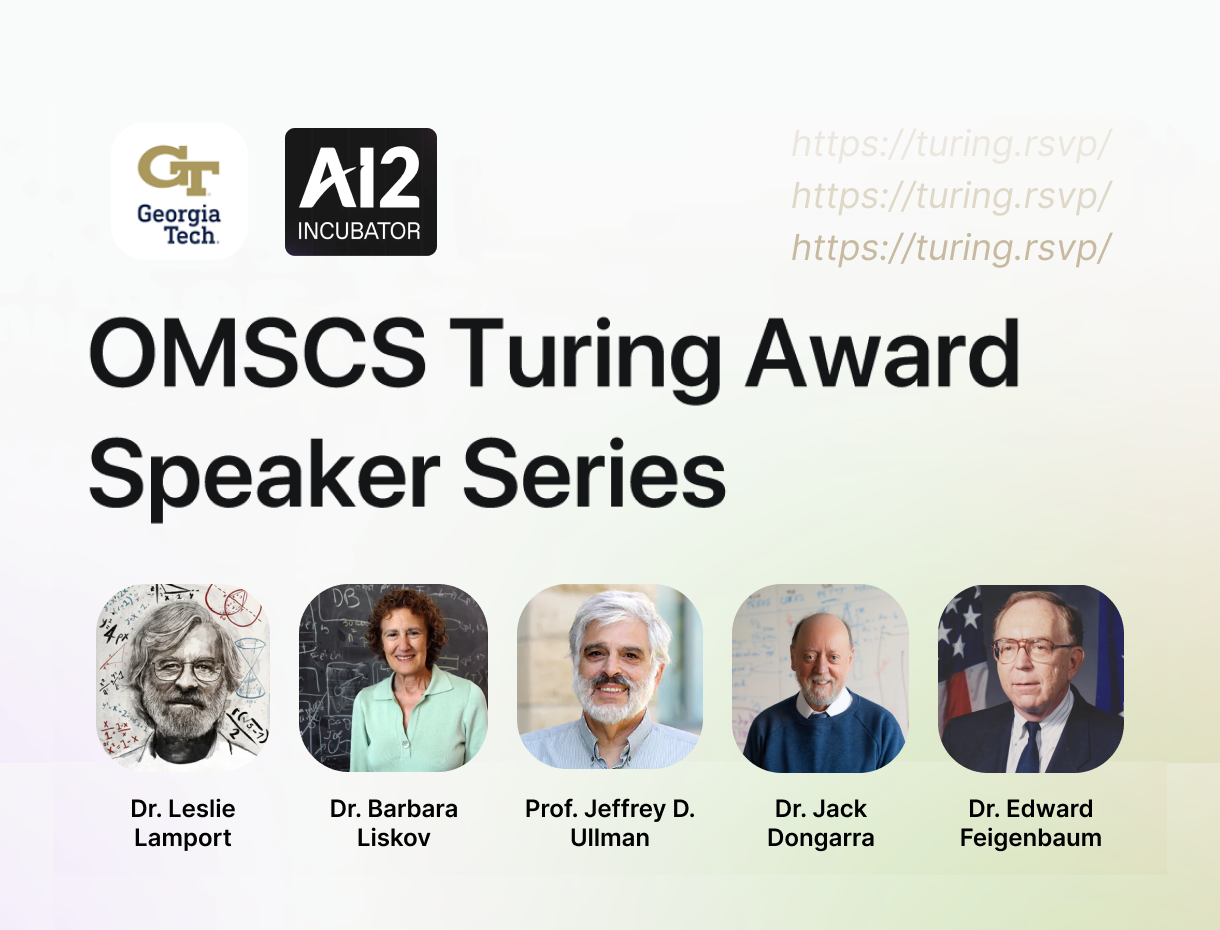 GT
Georgia
Tech.
AI2
INCUBATOR
https://turing.rsvp/
https://turing.rsvp/
https://turing.rsvp/
OMSCS Turing Award
Speaker Series
DB
Dr. Leslie
Lamport
Dr. Barbara
Liskov
Prof. Jeffrey D.
Ullman
Dr. Jack
Dongarra
Dr. Edward
Feigenbaum